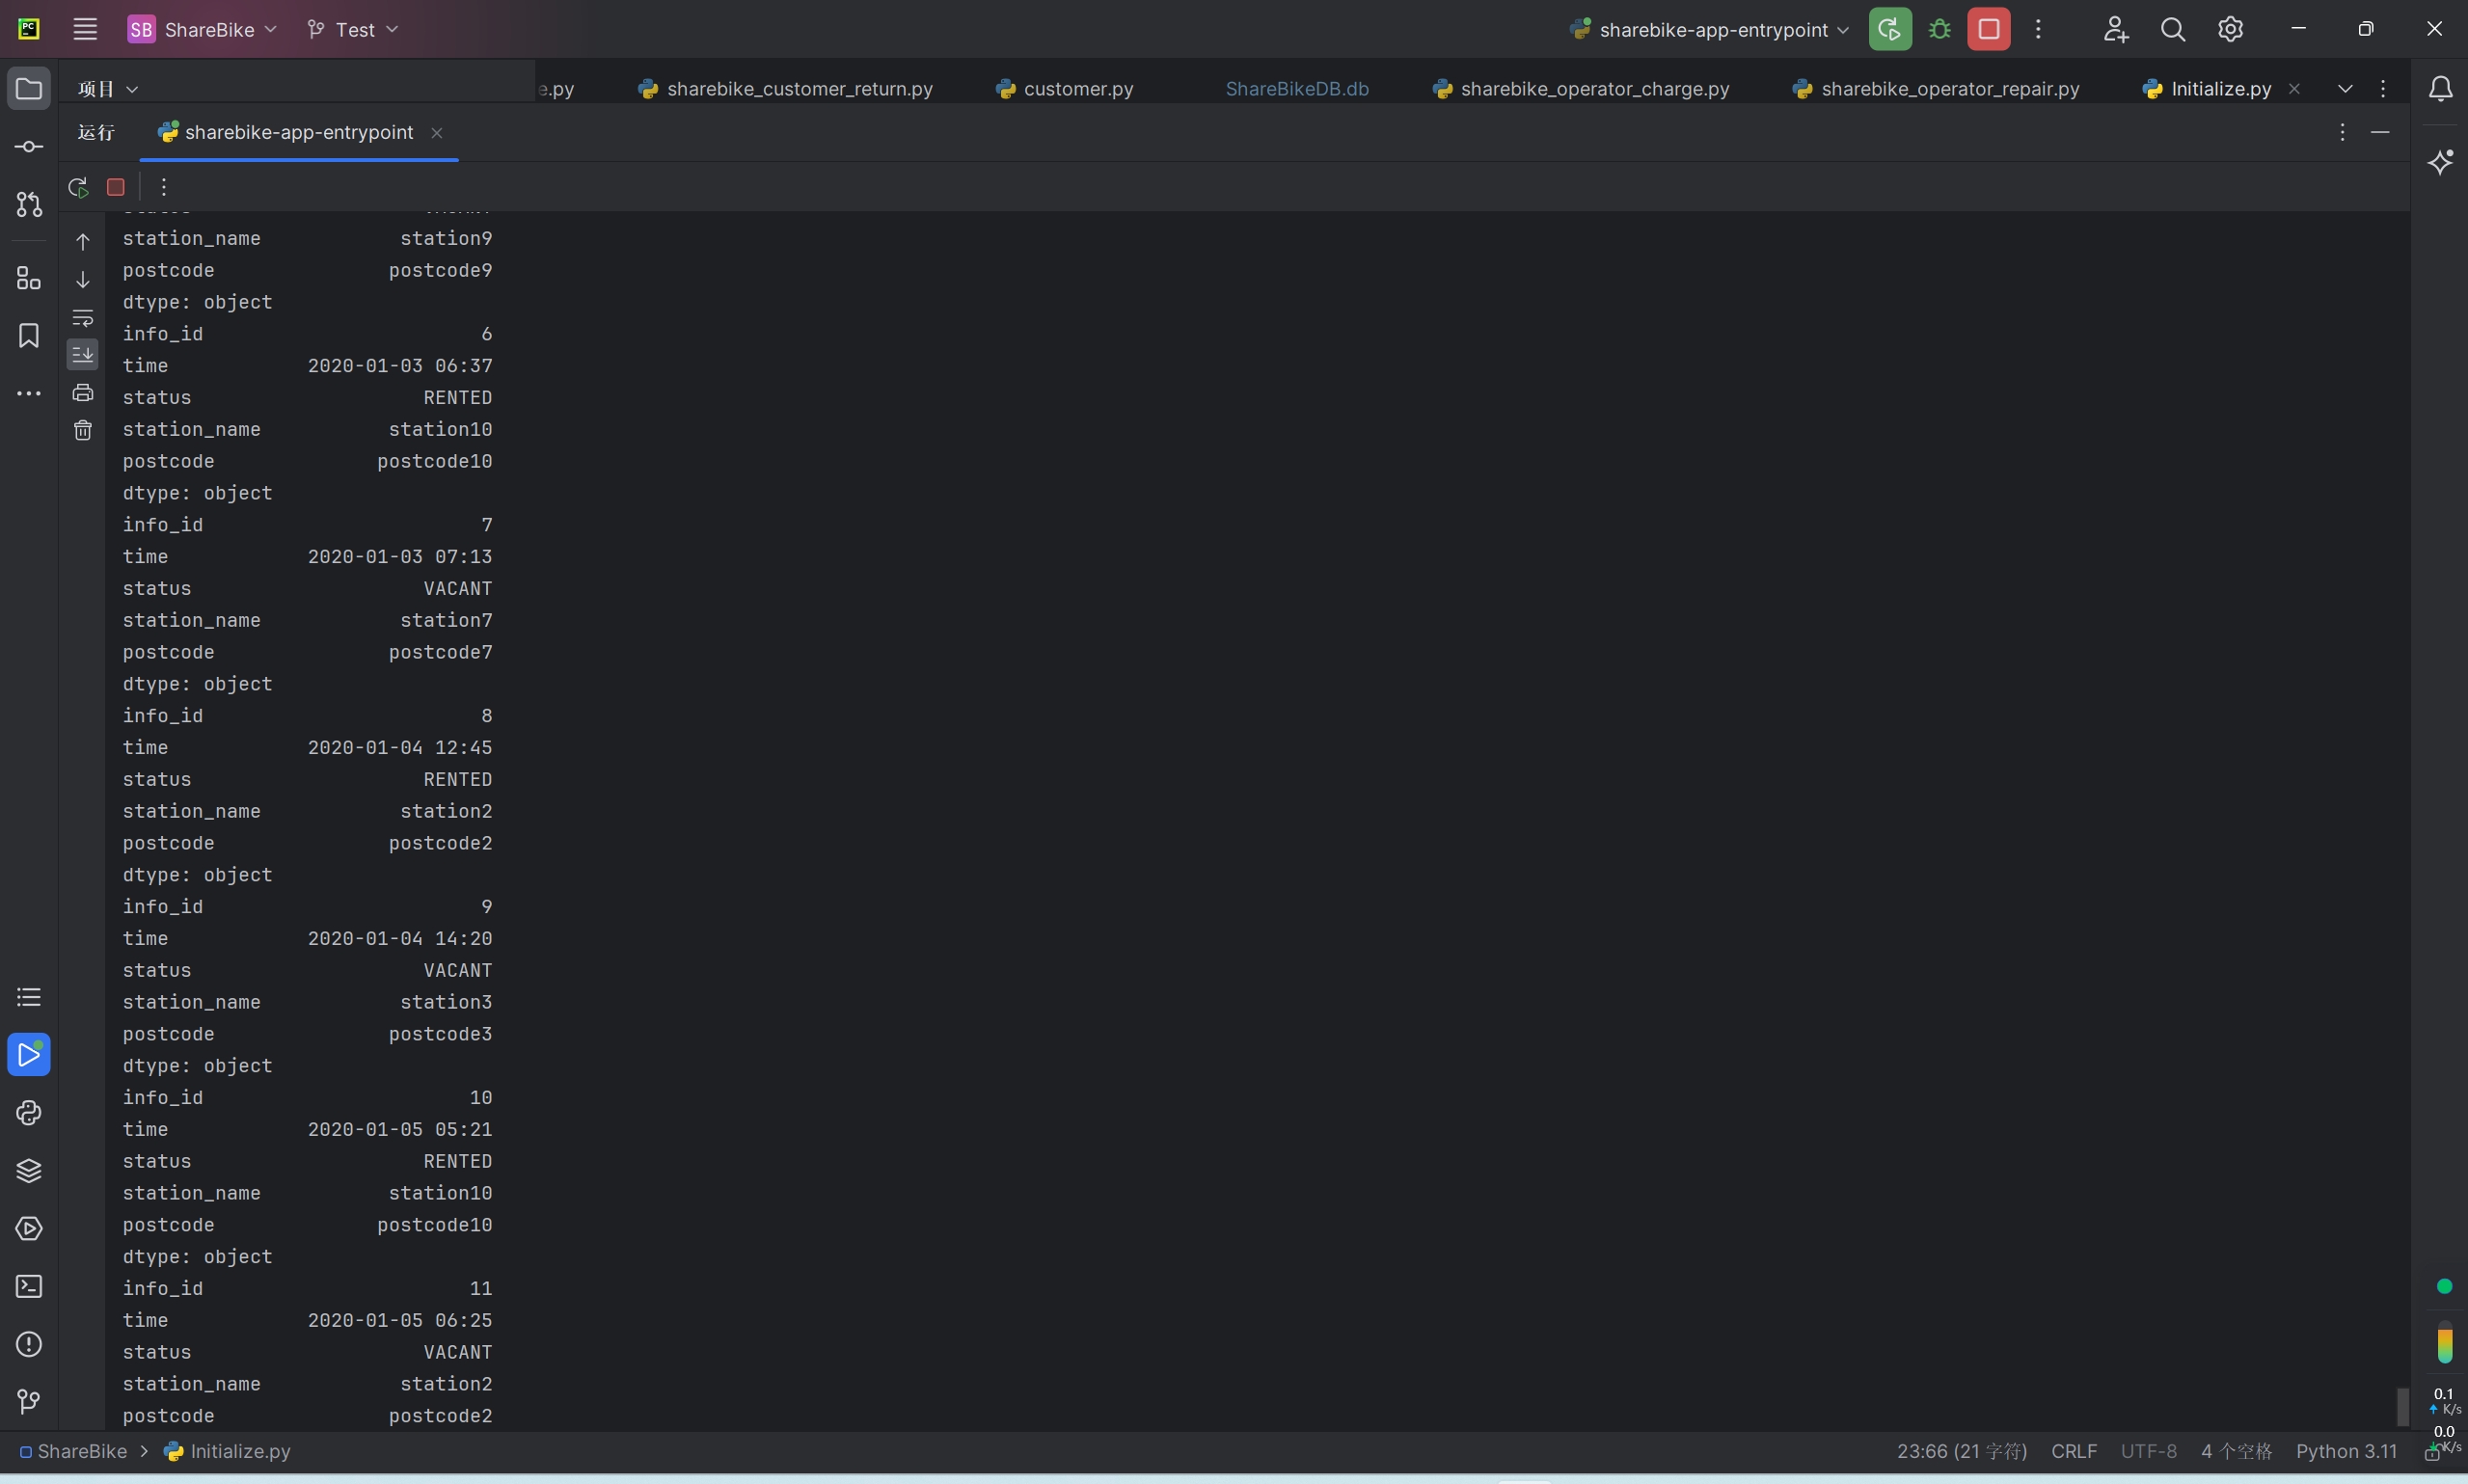 PC
SB ShareBike
Test
sharebike-app-entrypoint
项目
e.py
sharebike_customer_return.py
customer.py
ShareBikeDB.db
sharebike_operator_charge.py
sharebike_operator_repair.py
Initialize.py
运行
sharebike-app-entrypoint
station_name station9
postcode postcode9
dtype: object
info_id 6
time 2020-01-03 06:37
status RENTED
station_name station10
postcode postcode10
dtype: object
info_id 7
time 2020-01-03 07:13
status VACANT
station_name station7
postcode postcode7
dtype: object
info_id 8
time 2020-01-04 12:45
status RENTED
station_name station2
postcode postcode2
dtype: object
info_id 9
time 2020-01-04 14:20
status VACANT
station_name station3
postcode postcode3
dtype: object
info_id 10
time 2020-01-05 05:21
status RENTED
station_name station10
postcode postcode10
dtype: object
info_id 11
time 2020-01-05 06:25
status VACANT
station_name station2
postcode postcode2
0.1
K/s
0.0
K/s
ShareBike
Initialize.py
23:66 (21 字符)
CRLF
UTF-8
4 个空格
Python 3.11